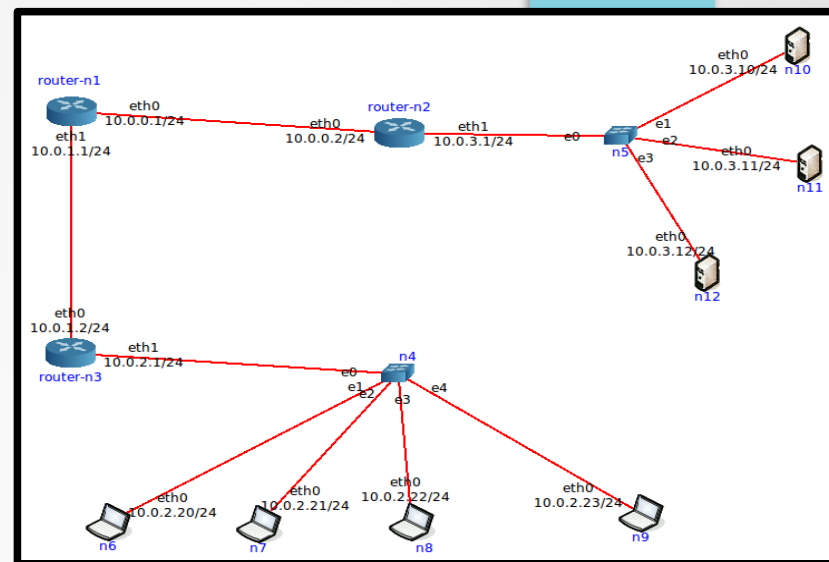 router-n1
eth0
10.0.0.1/24
eth1
10.0.1.1/24
router-n2
eth0
10.0.0.2/24
eth1
10.0.3.1/24
e0
n5
e1
e2
e3
eth0
10.0.3.10/24
n10
eth0
10.0.3.11/24
n11
eth0
10.0.3.12/24
n12
eth0
10.0.1.2/24
router-n3
eth1
10.0.2.1/24
n4
e0
e1
e2
e3
e4
eth0
10.0.2.20/24
n6
eth0
10.0.2.21/24
n7
eth0
10.0.2.22/24
n8
eth0
10.0.2.23/24
n9